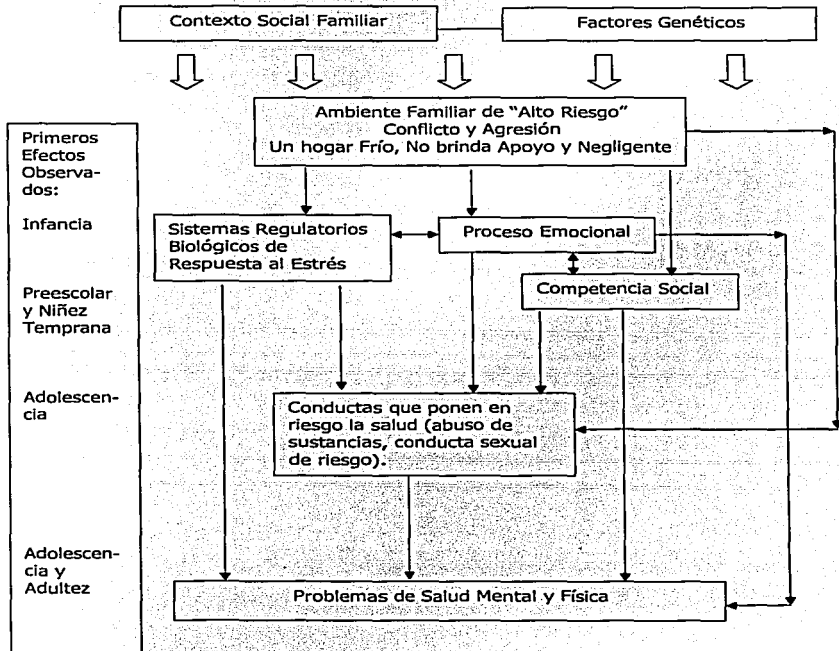 Contexto Social Familiar
Factores Genéticos
Ambiente Familiar de "Alto Riesgo"
Conflicto y Agresión
Un hogar Frío, No brinda Apoyo y Negligente
Primeros
Efectos
Observa-
dos:
Infancia
Sistemas Regulatorios
Biológicos de
Respuesta al Estrés
Proceso Emocional
Preescolar
y Niñez
Temprana
Competencia Social
Adolescen-
cia
Conductas que ponen en
riesgo la salud (abuso de
sustancias, conducta sexual
de riesgo).
Adolescen-
cia y
Adultez
Problemas de Salud Mental y Física